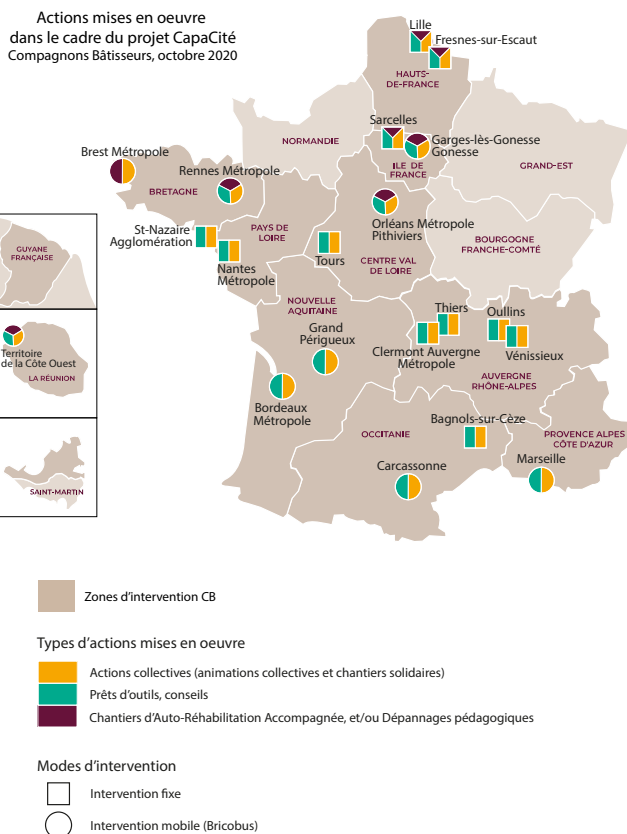 Actions mises en oeuvre
dans le cadre du projet CapaCité
Compagnons Bâtisseurs, octobre 2020
Lille
Fresnes-sur-Escaut
HAUTS-
DE-FRANCE
Sarcelles
NORMANDIE
Garges-lès-Gonesse
Gonesse
Brest Métropole
Rennes Métropole
ILE DE
FRANCE
GRAND-EST
BRETAGNE
St-Nazaire
Agglomération
PAYS DE
LOIRE
Orléans Métropole
Pithiviers
BOURGOGNE
FRANCHE-COMTÉ
GUYANE
FRANÇAISE
Nantes
Métropole
Tours
CENTRE VAL
DE LOIRE
NOUVELLE
AQUITAINE
Thiers
Oullins
Grand
Périgueux
Territoire
de la Côte Ouest
Clermont Auvergne
Métropole
Vénissieux
LA RÉUNION
AUVERGNE
RHÔNE-ALPES
Bordeaux
Métropole
Bagnols-sur-Cèze
OCCITANIE
PROVENCE ALPES
CÔTE D'AZUR
Carcassonne
Marseille
SAINT-MARTIN
Zones d'intervention CB
Types d'actions mises en oeuvre
Actions collectives (animations collectives et chantiers solidaires)
Prêts d'outils, conseils
Chantiers d'Auto-Réhabilitation Accompagnée, et/ou Dépannages pédagogiques
Modes d'intervention
Intervention fixe
Intervention mobile (Bricobus)